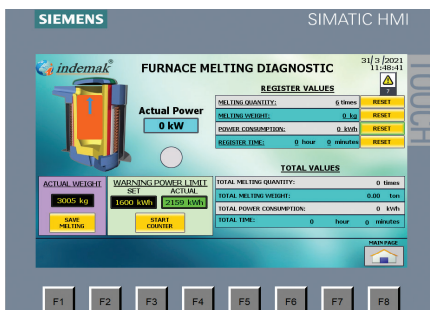 SIEMENS
SIMATIC HMI
TOUCH
indemak
FURNACE MELTING DIAGNOSTIC
31/3/2021
11:48:41
7
1
Actual Power
0 kW
REGISTER VALUES
MELTING QUANTITY: 6 times RESET
MELTING WEIGHT: 0 kg RESET
POWER CONSUMPTION: 0 kWh RESET
REGISTER TIME: 0 hour 0 minutes RESET
TOTAL VALUES
TOTAL MELTING QUANTITY: 0 times
TOTAL MELTING WEIGHT: 0.00 ton
TOTAL POWER CONSUMPTION: 0 kWh
TOTAL TIME: 0 hour 0 minutes
ACTUAL WEIGHT
3005 kg
SAVE
MELTING
WARNING POWER LIMIT
SET ACTUAL
1600 kWh 2159 kWh
START
COUNTER
MAIN PAGE
F1 F2 F3 F4 F5 F6 F7 F8